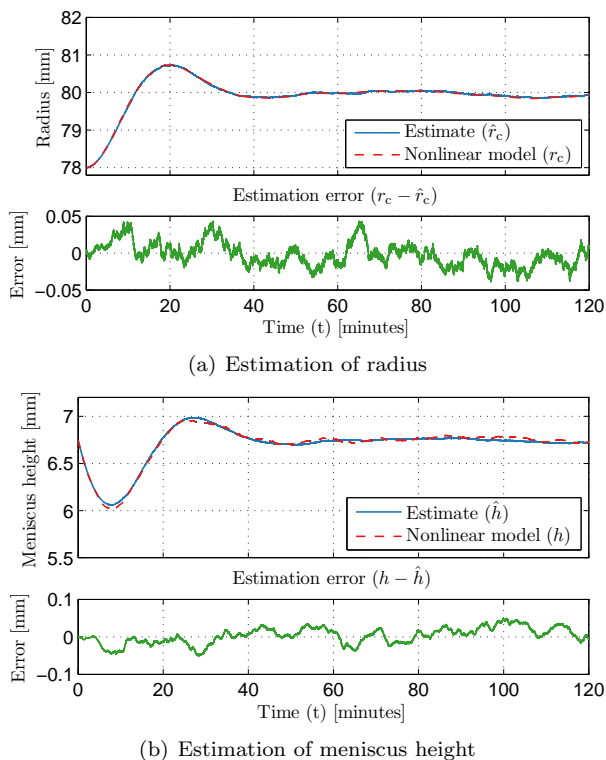 82
81
80
79
78
Radius [mm]
Estimate (r̂c)
Nonlinear model (rc)
Estimation error (rc − r̂c)
0.05
0
−0.05
Error [mm]
0 20 40 60 80 100 120
Time (t) [minutes]
(a) Estimation of radius
7
6.5
6
5.5
Meniscus height [mm]
Estimate (ĥ)
Nonlinear model (h)
Estimation error (h − ĥ)
0.1
0
−0.1
Error [mm]
0 20 40 60 80 100 120
Time (t) [minutes]
(b) Estimation of meniscus height